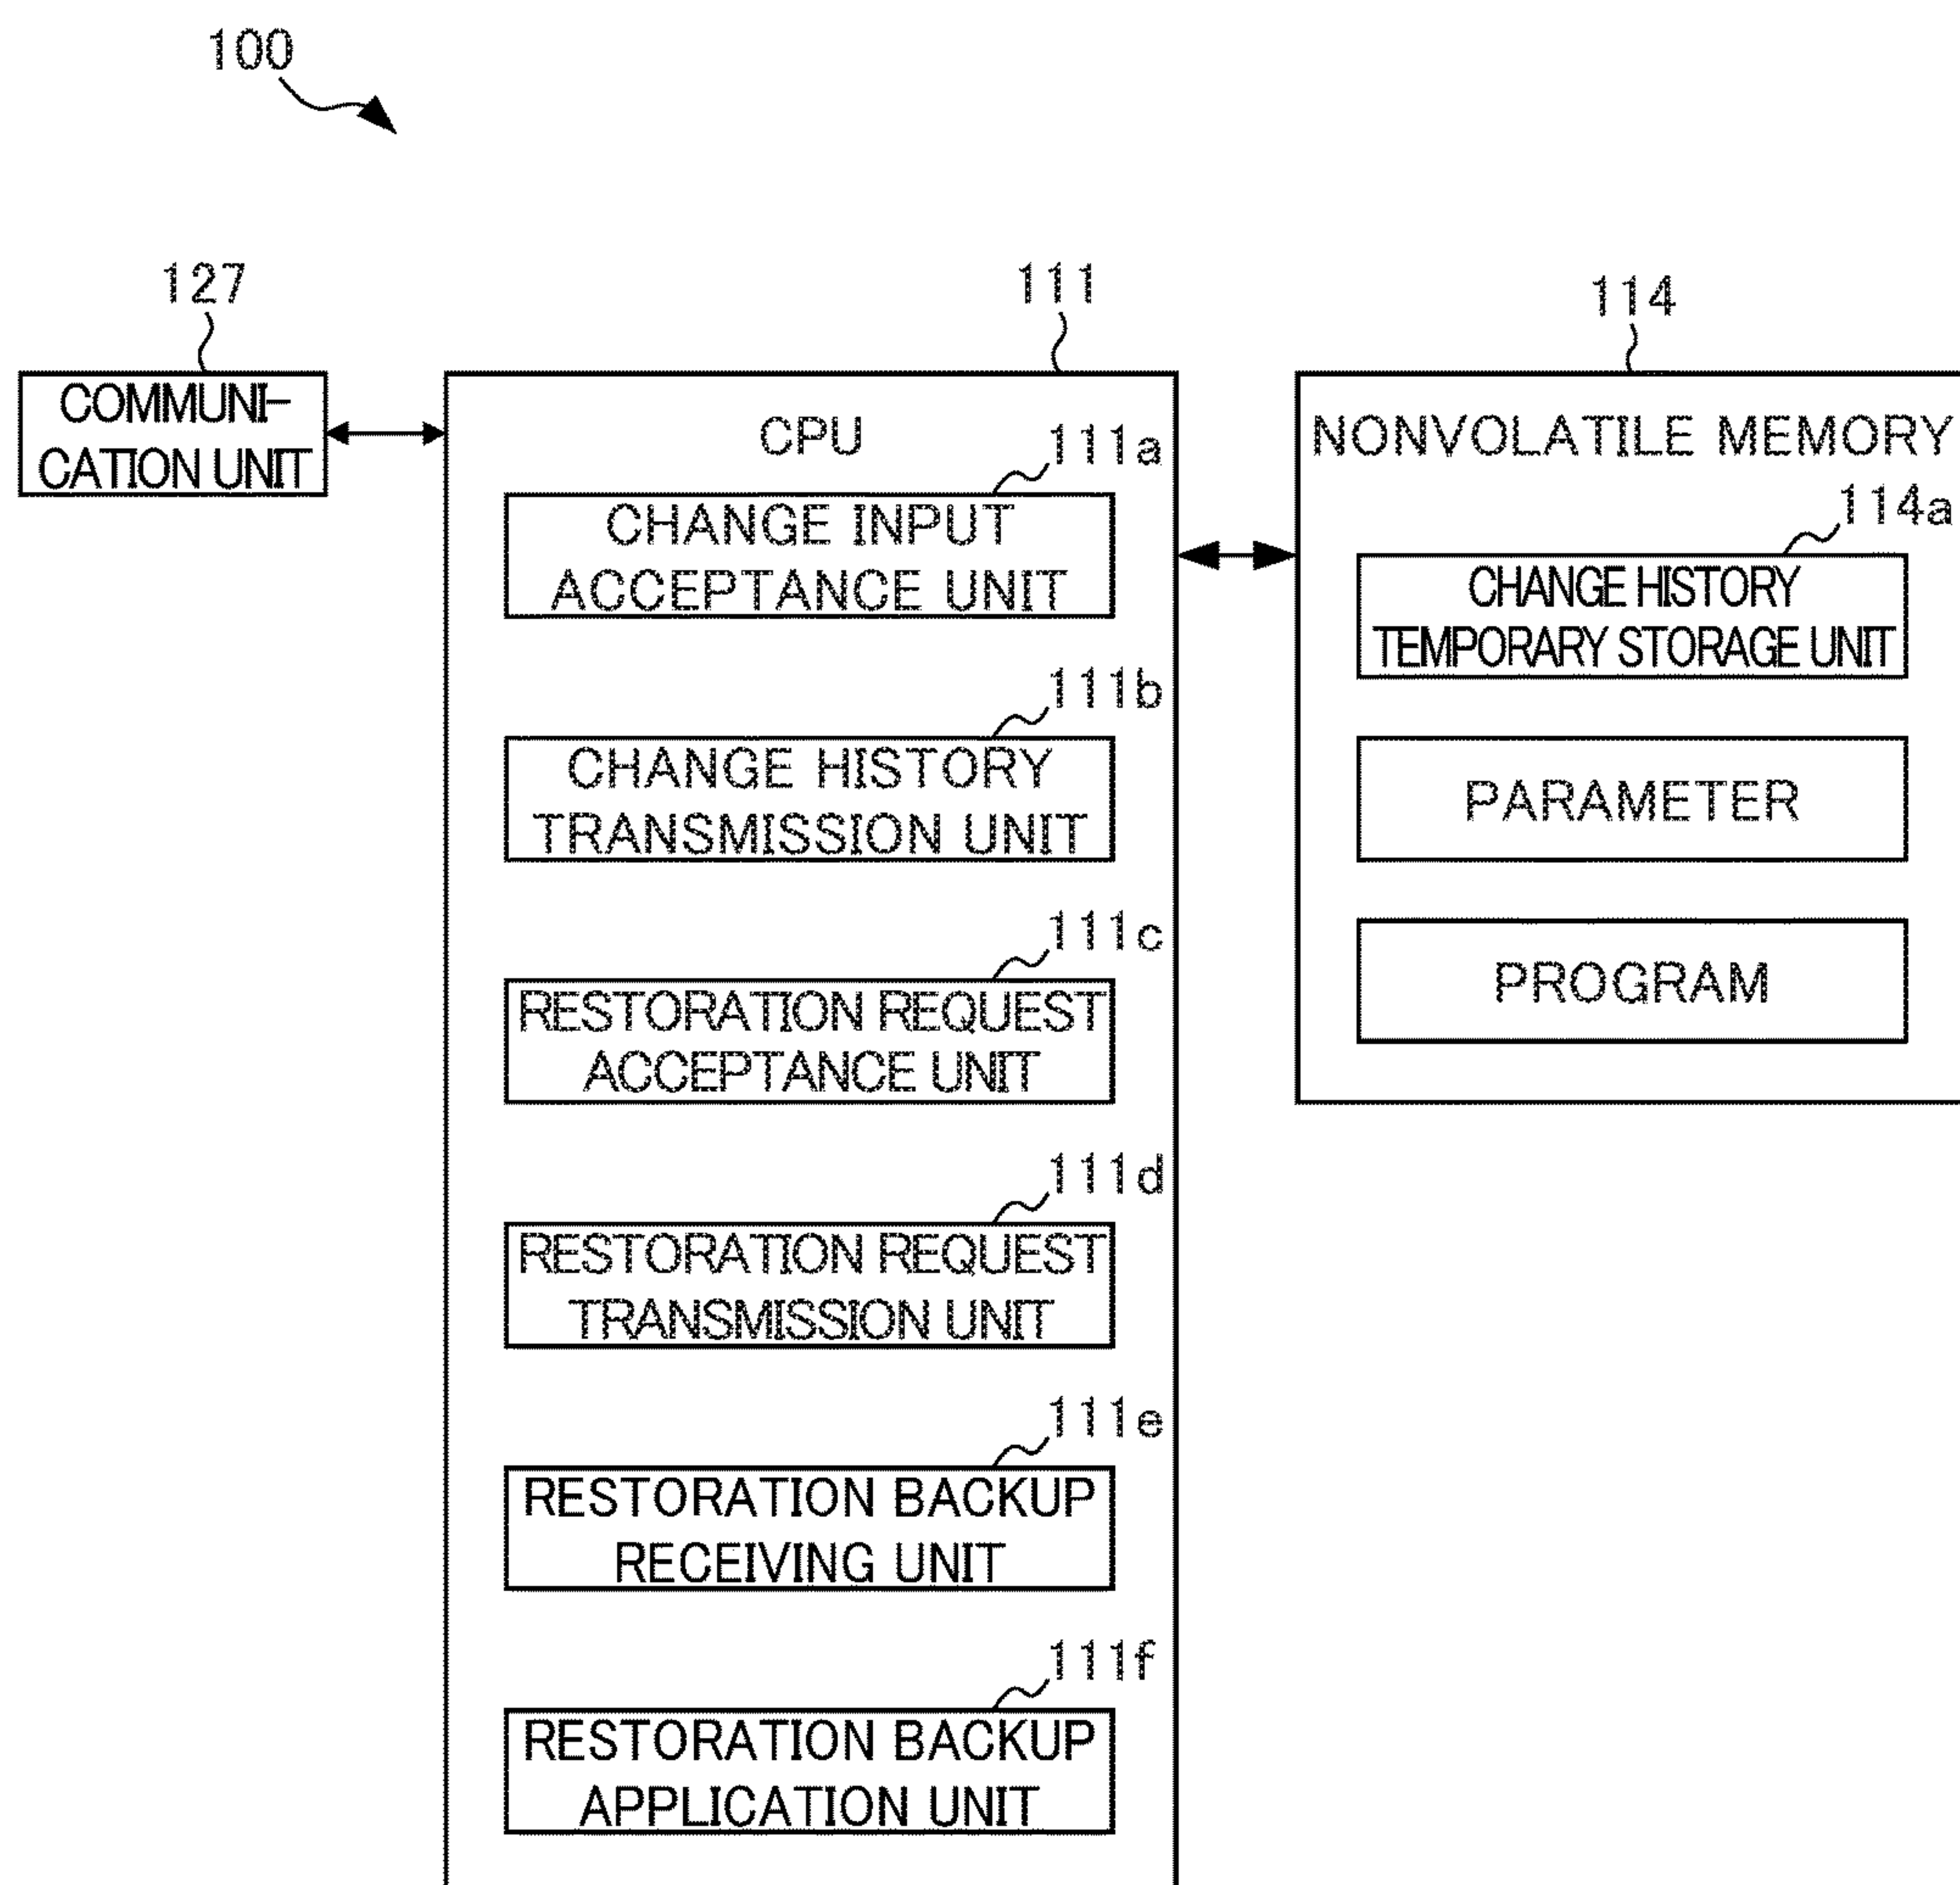 100
127
COMMUNI-
CATION UNIT
111
CPU
111a
CHANGE INPUT
ACCEPTANCE UNIT
111b
CHANGE HISTORY
TRANSMISSION UNIT
111c
RESTORATION REQUEST
ACCEPTANCE UNIT
111d
RESTORATION REQUEST
TRANSMISSION UNIT
111e
RESTORATION BACKUP
RECEIVING UNIT
111f
RESTORATION BACKUP
APPLICATION UNIT
114
NONVOLATILE MEMORY
114a
CHANGE HISTORY
TEMPORARY STORAGE UNIT
PARAMETER
PROGRAM